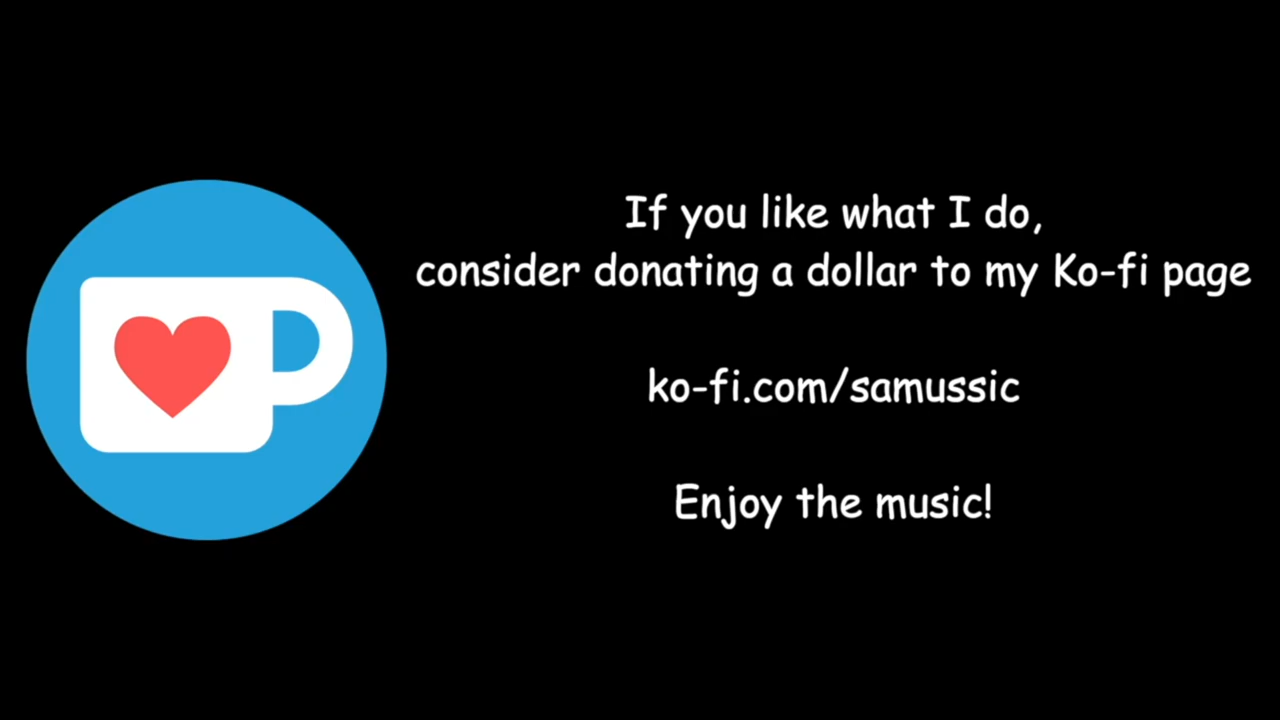 If you like what I do,
consider donating a dollar to my Ko-fi page
ko-fi.com/samussic
Enjoy the music!